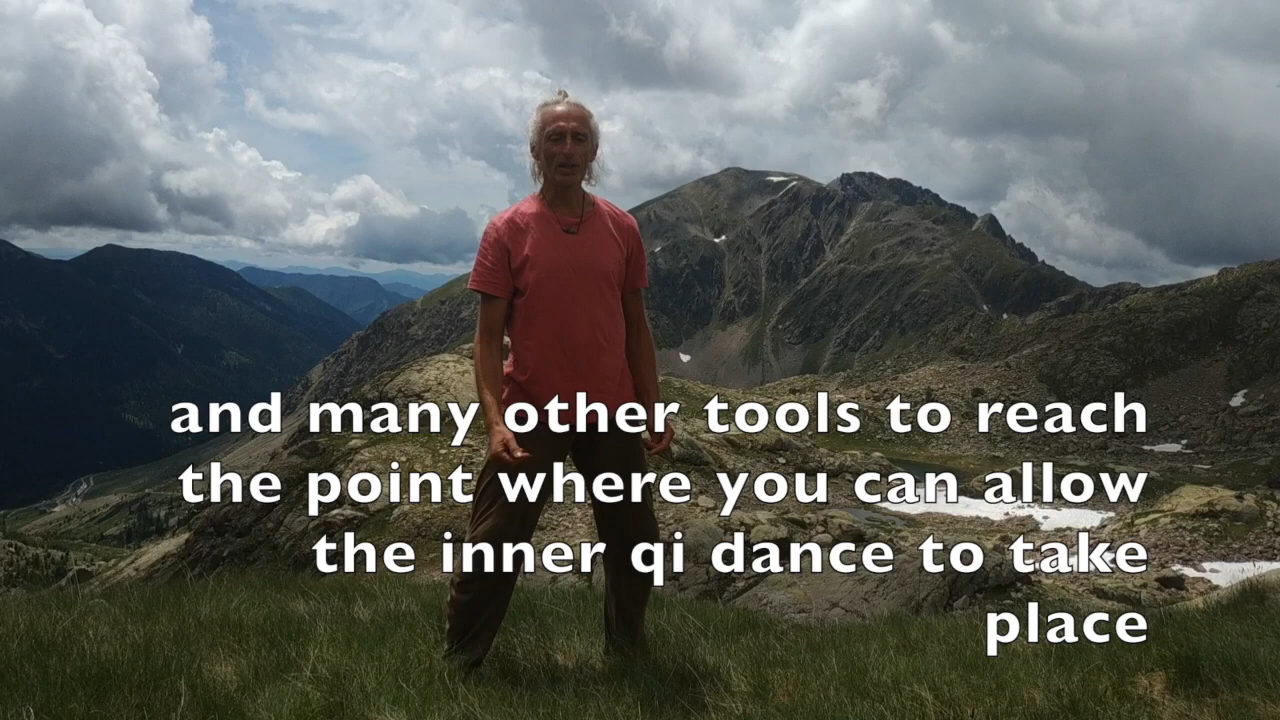 and many other tools to reach
the point where you can allow
the inner qi dance to take
place